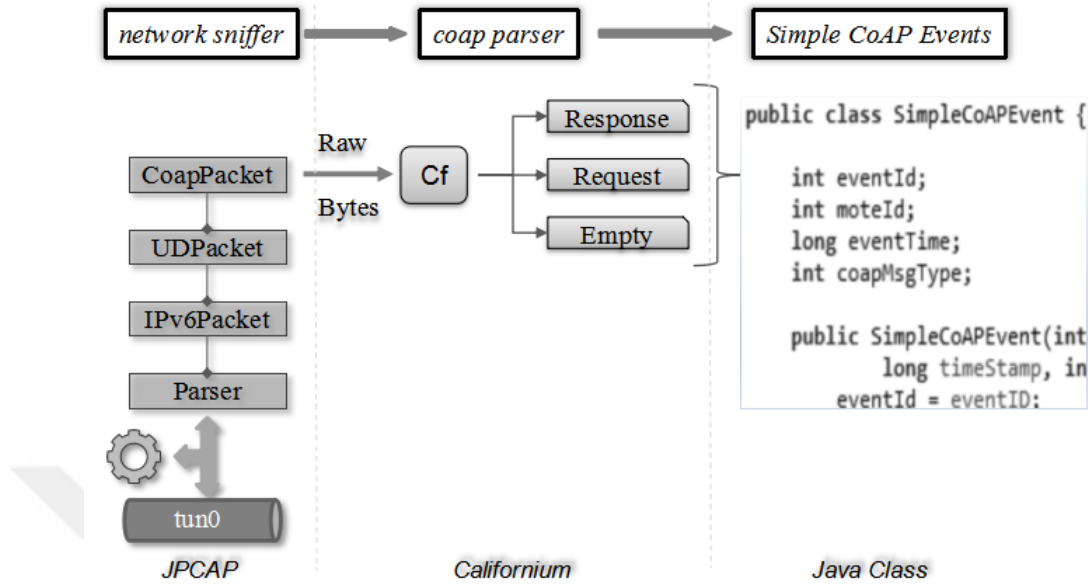 network sniffer
coap parser
Simple CoAP Events
CoapPacket
UDPacket
IPv6Packet
Parser
tun0
JPCAP
Raw
Bytes
Cf
Response
Request
Empty
Californium
public class SimpleCoAPEvent {
int eventId;
int moteId;
long eventTime;
int coapMsgType;
public SimpleCoAPEvent(int
long timeStamp, in
eventId = eventID;
Java Class